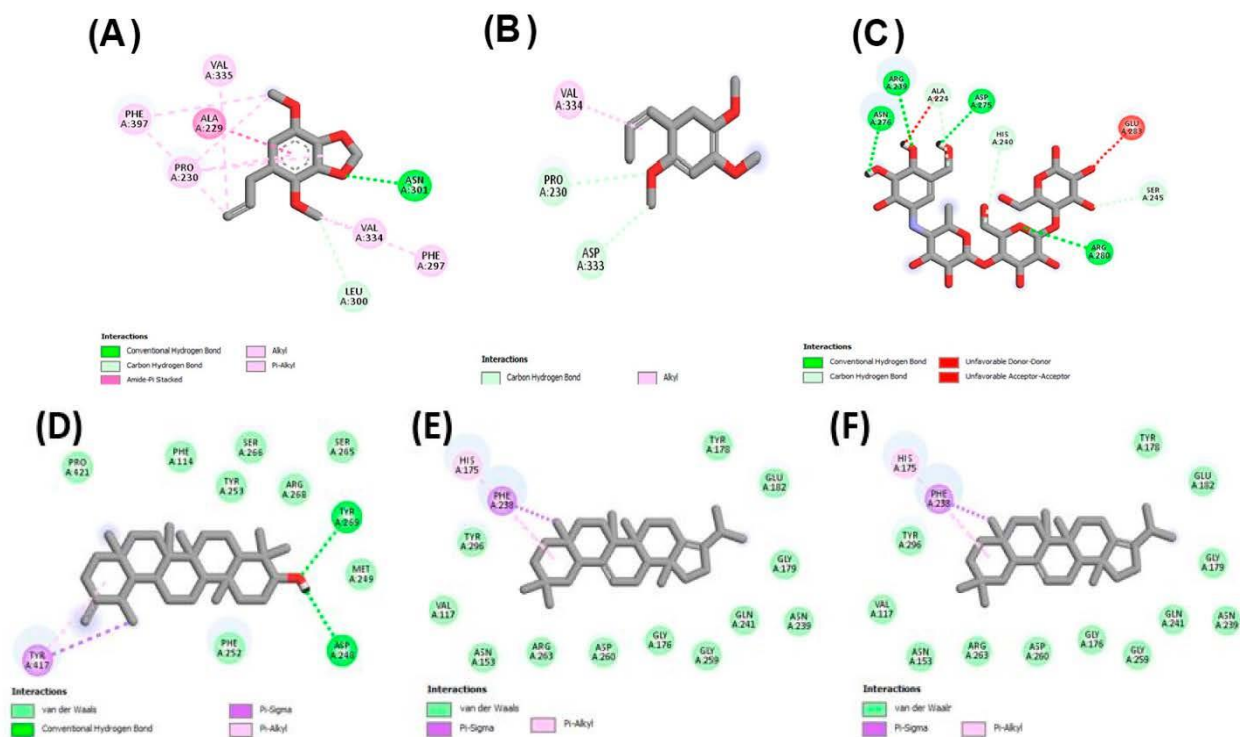 (A)
VAL
A:335
PHE
A:397
ALA
A:229
PRO
A:230
ASN
A:301
VAL
A:334
PHE
A:297
LEU
A:300
Interactions
Conventional Hydrogen Bond
Carbon Hydrogen Bond
Amide-Pi Stacked
Alkyl
Pi-Alkyl
(B)
VAL
A:334
PRO
A:230
ASP
A:333
Interactions
Carbon Hydrogen Bond
Alkyl
(C)
ARG
A:239
ALA
A:224
ASP
A:275
ASN
A:276
HIS
A:240
GLU
A:283
SER
A:245
ARG
A:280
Interactions
Conventional Hydrogen Bond
Carbon Hydrogen Bond
Unfavorable Donor-Donor
Unfavorable Acceptor-Acceptor
(D)
PRO
A:421
PHE
A:114
SER
A:266
SER
A:265
TYR
A:253
ARG
A:268
TYR
A:269
MET
A:249
ASP
A:248
PHE
A:252
TYR
A:417
Interactions
van der Waals
Conventional Hydrogen Bond
Pi-Sigma
Pi-Alkyl
(E)
HIS
A:175
PHE
A:238
TYR
A:178
GLU
A:182
TYR
A:296
GLY
A:179
VAL
A:117
GLN
A:241
ASN
A:239
ASN
A:153
ARG
A:263
ASP
A:260
GLY
A:176
GLY
A:259
Interactions
van der Waals
Pi-Sigma
Pi-Alkyl
(F)
HIS
A:175
PHE
A:238
TYR
A:178
GLU
A:182
TYR
A:296
GLY
A:179
VAL
A:117
GLN
A:241
ASN
A:239
ASN
A:153
ARG
A:263
ASP
A:260
GLY
A:176
GLY
A:259
Interactions
van der Waalr
Pi-Sigma
Pi-Alkyl